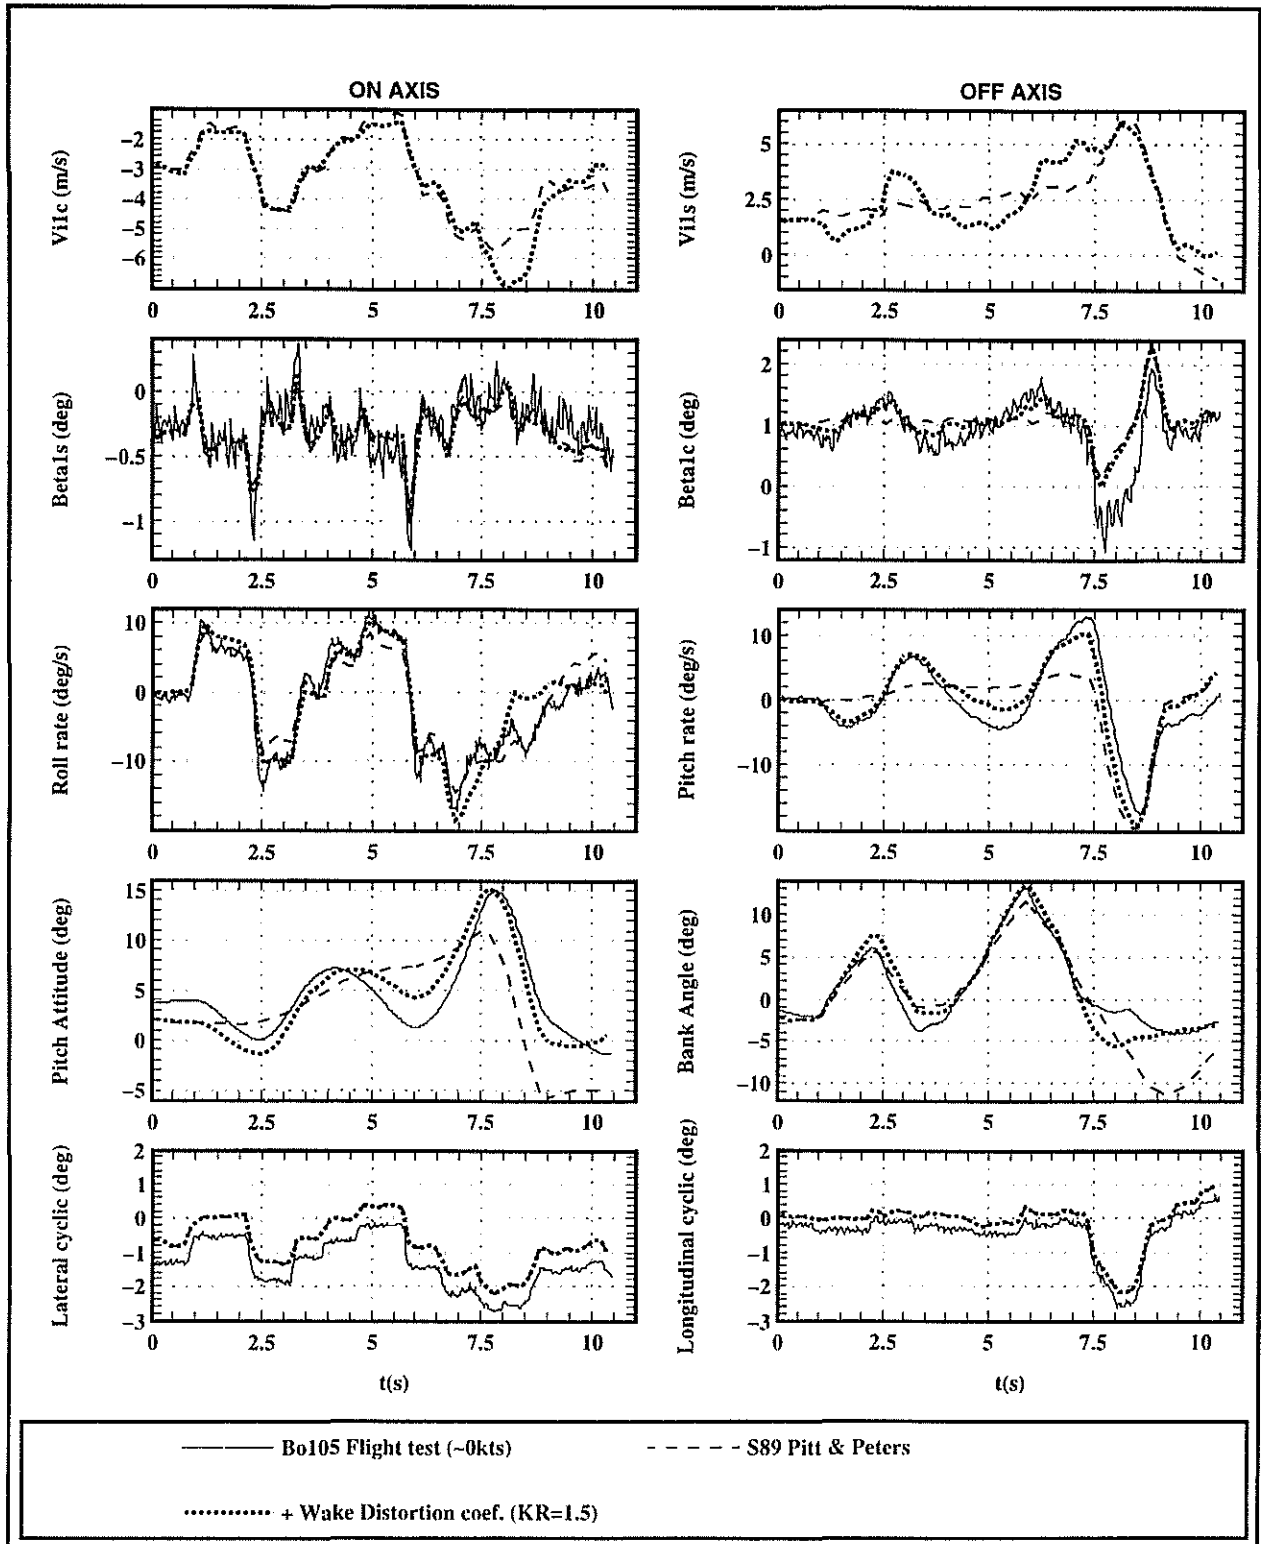 ON AXIS
OFF AXIS
Vi1c (m/s)
−2
−3
−4
−5
−6
0 2.5 5 7.5 10
Vi1s (m/s)
5
2.5
0
0 2.5 5 7.5 10
Beta1s (deg)
0
−0.5
−1
0 2.5 5 7.5 10
Beta1c (deg)
2
1
0
−1
0 2.5 5 7.5 10
Roll rate (deg/s)
10
0
−10
0 2.5 5 7.5 10
Pitch rate (deg/s)
10
0
−10
0 2.5 5 7.5 10
Pitch Attitude (deg)
15
10
5
0
−5
0 2.5 5 7.5 10
Bank Angle (deg
10
5
0
−5
−10
0 2.5 5 7.5 10
Lateral cyclic (deg)
2
1
0
−1
−2
−3
0 2.5 5 7.5 10
t(s)
Longitudinal cyclic (deg)
2
1
0
−1
−2
−3
0 2.5 5 7.5 10
t(s)
Bo105 Flight test (~0kts)
S89 Pitt & Peters
+ Wake Distortion coef. (KR=1.5)